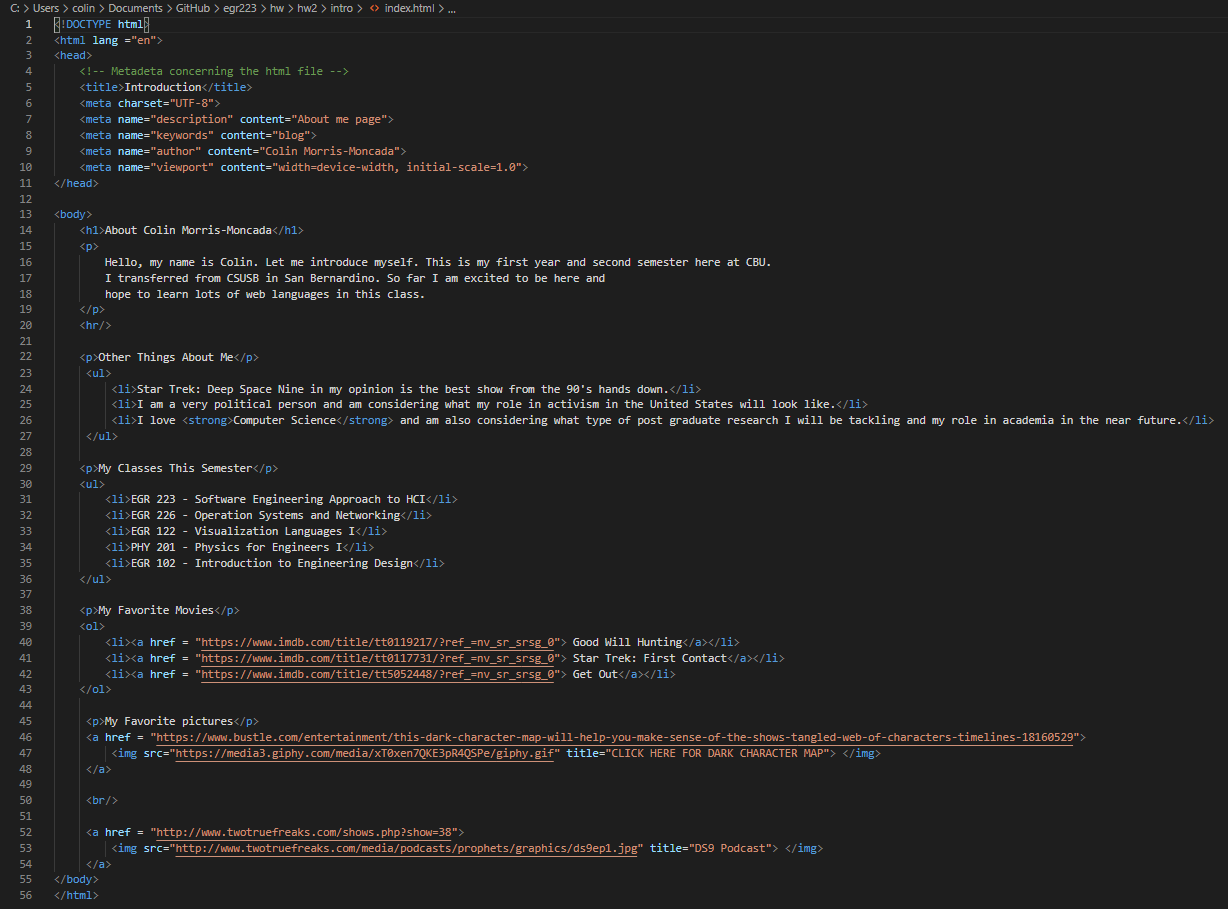 C: > Users > colin > Documents > GitHub > egr223 > hw > hw2 > intro > <> index.html > ...
1 <!DOCTYPE html>
2 <html lang ="en">
3 <head>
4 <!-- Metadeta concerning the html file -->
5 <title>Introduction</title>
6 <meta charset="UTF-8">
7 <meta name="description" content="About me page">
8 <meta name="keywords" content="blog">
9 <meta name="author" content="Colin Morris-Moncada">
10 <meta name="viewport" content="width=device-width, initial-scale=1.0">
11 </head>
12
13 <body>
14 <h1>About Colin Morris-Moncada</h1>
15 <p>
16 Hello, my name is Colin. Let me introduce myself. This is my first year and second semester here at CBU.
17 I transferred from CSUSB in San Bernardino. So far I am excited to be here and
18 hope to learn lots of web languages in this class.
19 </p>
20 <hr/>
21
22 <p>Other Things About Me</p>
23 <ul>
24 <li>Star Trek: Deep Space Nine in my opinion is the best show from the 90's hands down.</li>
25 <li>I am a very political person and am considering what my role in activism in the United States will look like.</li>
26 <li>I love <strong>Computer Science</strong> and am also considering what type of post graduate research I will be tackling and my role in academia in the near future.</li>
27 </ul>
28
29 <p>My Classes This Semester</p>
30 <ul>
31 <li>EGR 223 - Software Engineering Approach to HCI</li>
32 <li>EGR 226 - Operation Systems and Networking</li>
33 <li>EGR 122 - Visualization Languages I</li>
34 <li>PHY 201 - Physics for Engineers I</li>
35 <li>EGR 102 - Introduction to Engineering Design</li>
36 </ul>
37
38 <p>My Favorite Movies</p>
39 <ol>
40 <li><a href = "https://www.imdb.com/title/tt0119217/?ref_=nv_sr_srsg_0"> Good Will Hunting</a></li>
41 <li><a href = "https://www.imdb.com/title/tt0117731/?ref_=nv_sr_srsg_0"> Star Trek: First Contact</a></li>
42 <li><a href = "https://www.imdb.com/title/tt5052448/?ref_=nv_sr_srsg_0"> Get Out</a></li>
43 </ol>
44
45 <p>My Favorite pictures</p>
46 <a href = "https://www.bustle.com/entertainment/this-dark-character-map-will-help-you-make-sense-of-the-shows-tangled-web-of-characters-timelines-18160529">
47 <img src="https://media3.giphy.com/media/xT0xen7QKE3pR4QSPe/giphy.gif" title="CLICK HERE FOR DARK CHARACTER MAP"> </img>
48 </a>
49
50 <br/>
51
52 <a href = "http://www.twotruefreaks.com/shows.php?show=38">
53 <img src="http://www.twotruefreaks.com/media/podcasts/prophets/graphics/ds9ep1.jpg" title="DS9 Podcast"> </img>
54 </a>
55 </body>
56 </html>